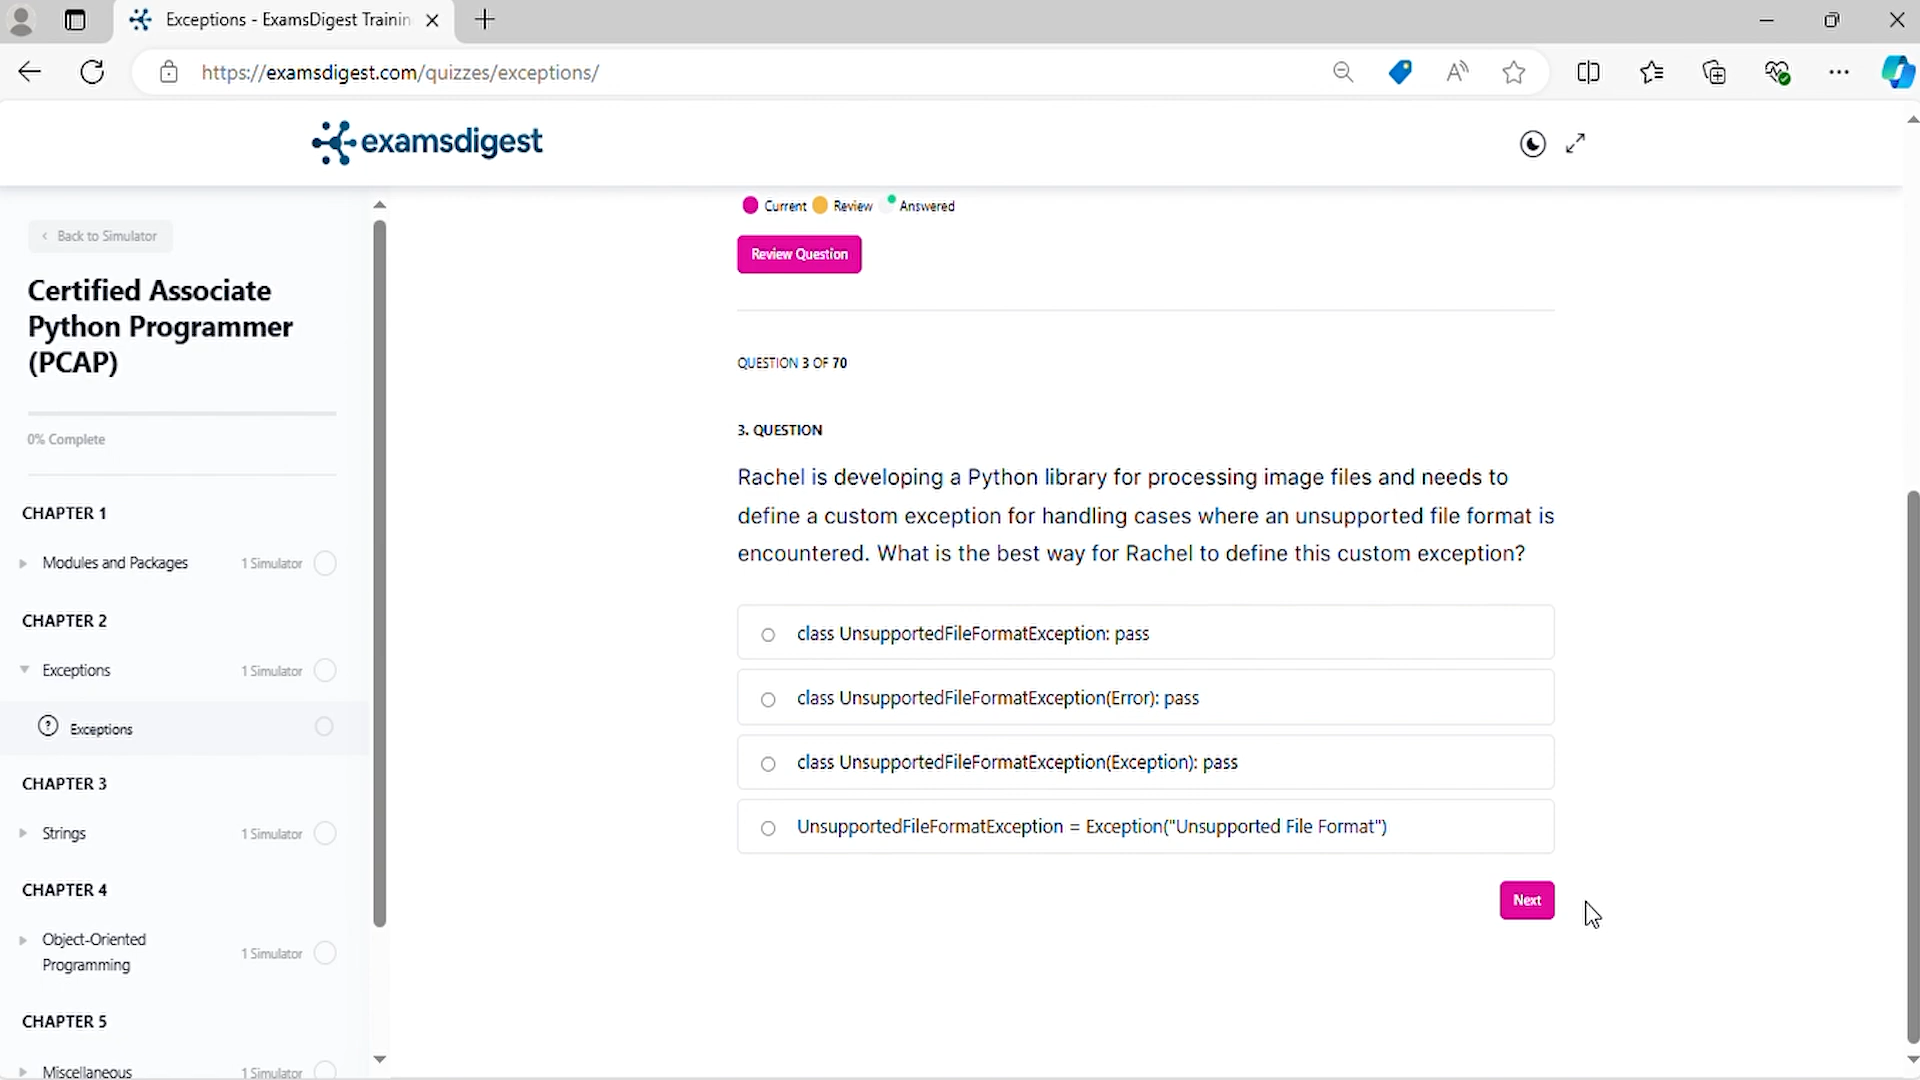 Exceptions - ExamsDigest Trainin
https://examsdigest.com/quizzes/exceptions/
examsdigest
Back to Simulator
Certified Associate
Python Programmer
(PCAP)
0% Complete
CHAPTER 1
Modules and Packages 1 Simulator
CHAPTER 2
Exceptions 1 Simulator
Exceptions
CHAPTER 3
Strings 1 Simulator
CHAPTER 4
Object-Oriented
Programming 1 Simulator
CHAPTER 5
Miscellaneous 1 Simulator
Current Review Answered
Review Question
QUESTION 3 OF 70
3. QUESTION
Rachel is developing a Python library for processing image files and needs to
define a custom exception for handling cases where an unsupported file format is
encountered. What is the best way for Rachel to define this custom exception?
class UnsupportedFileFormatException: pass
class UnsupportedFileFormatException(Error): pass
class UnsupportedFileFormatException(Exception): pass
UnsupportedFileFormatException = Exception("Unsupported File Format")
Next